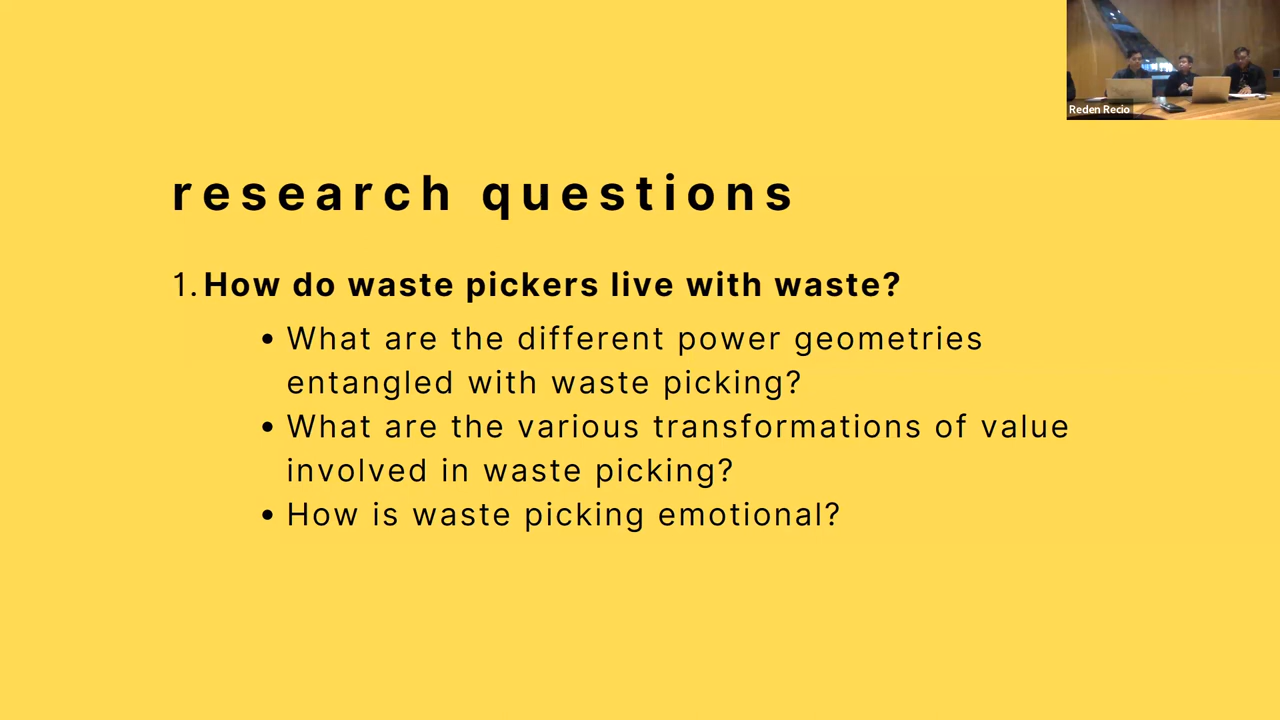 Reden Recio
research questions
1. How do waste pickers live with waste?
• What are the different power geometries
entangled with waste picking?
• What are the various transformations of value
involved in waste picking?
• How is waste picking emotional?